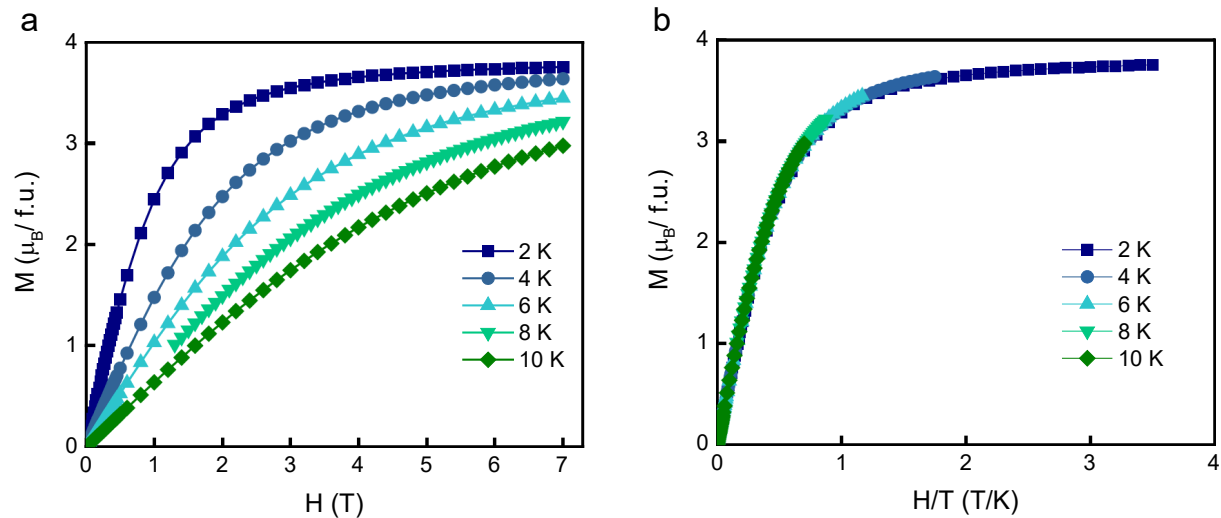 a
M (μB/ f.u.)
4
3
2
1
0
0 1 2 3 4 5 6 7
H (T)
2 K
4 K
6 K
8 K
10 K
b
M (μB/ f.u.)
4
3
2
1
0
0 1 2 3 4
H/T (T/K)
2 K
4 K
6 K
8 K
10 K